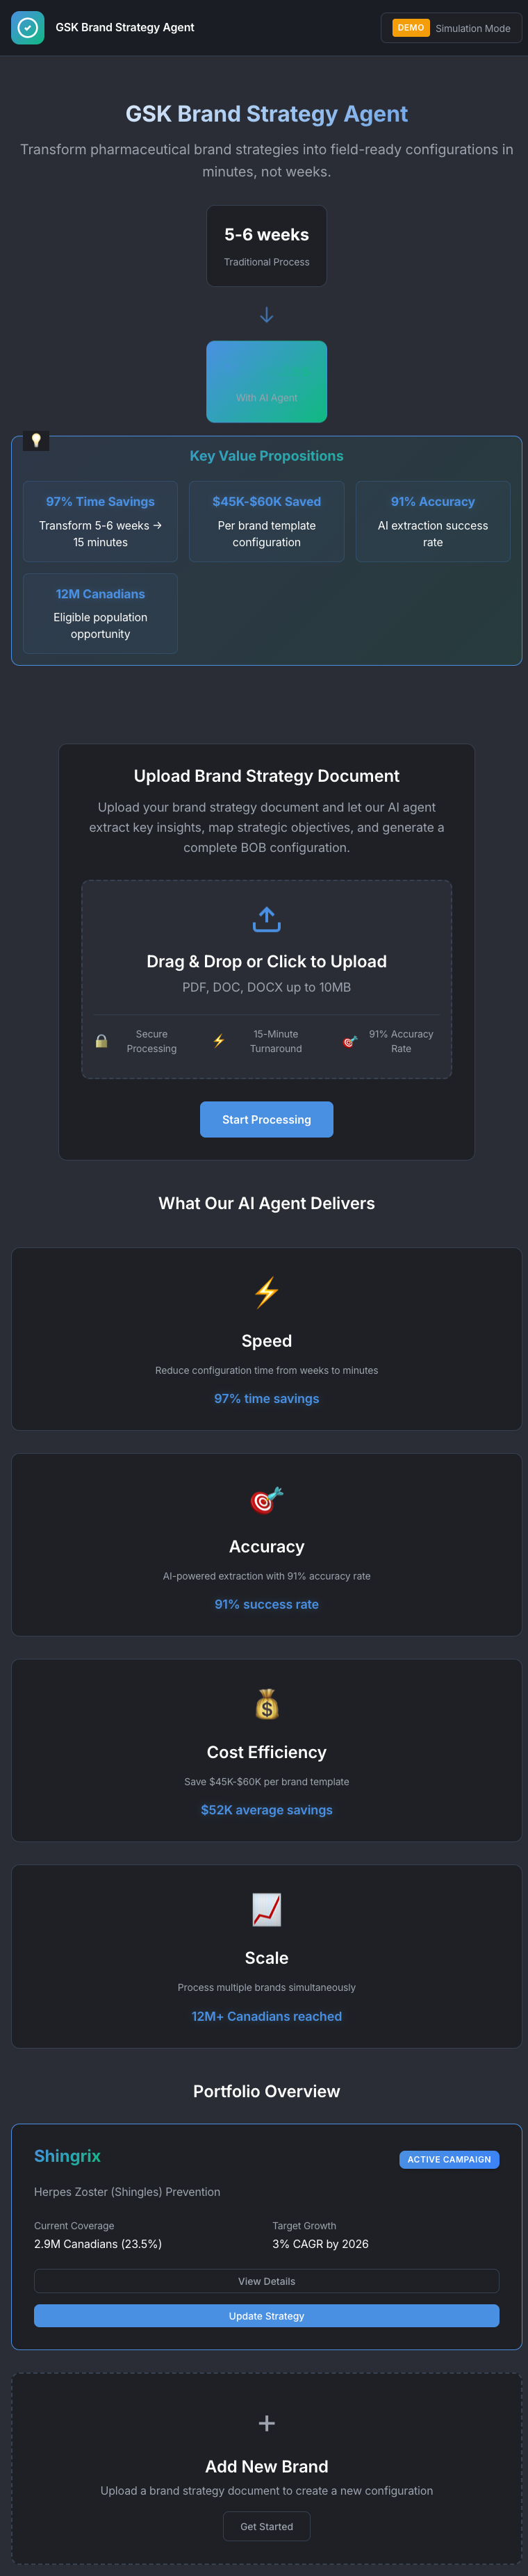 GSK Brand Strategy Agent
DEMO Simulation Mode
GSK Brand Strategy Agent
Transform pharmaceutical brand strategies into field-ready configurations in
minutes, not weeks.
5-6 weeks
Traditional Process
↓
With AI Agent
Key Value Propositions
97% Time Savings
Transform 5-6 weeks →
15 minutes
$45K-$60K Saved
Per brand template
configuration
91% Accuracy
AI extraction success
rate
12M Canadians
Eligible population
opportunity
Upload Brand Strategy Document
Upload your brand strategy document and let our AI agent
extract key insights, map strategic objectives, and generate a
complete BOB configuration.
Drag & Drop or Click to Upload
PDF, DOC, DOCX up to 10MB
Secure
Processing
15-Minute
Turnaround
91% Accuracy
Rate
Start Processing
What Our AI Agent Delivers
Speed
Reduce configuration time from weeks to minutes
97% time savings
Accuracy
AI-powered extraction with 91% accuracy rate
91% success rate
Cost Efficiency
Save $45K-$60K per brand template
$52K average savings
Scale
Process multiple brands simultaneously
12M+ Canadians reached
Portfolio Overview
Shingrix
ACTIVE CAMPAIGN
Herpes Zoster (Shingles) Prevention
Current Coverage
2.9M Canadians (23.5%)
Target Growth
3% CAGR by 2026
View Details
Update Strategy
+
Add New Brand
Upload a brand strategy document to create a new configuration
Get Started